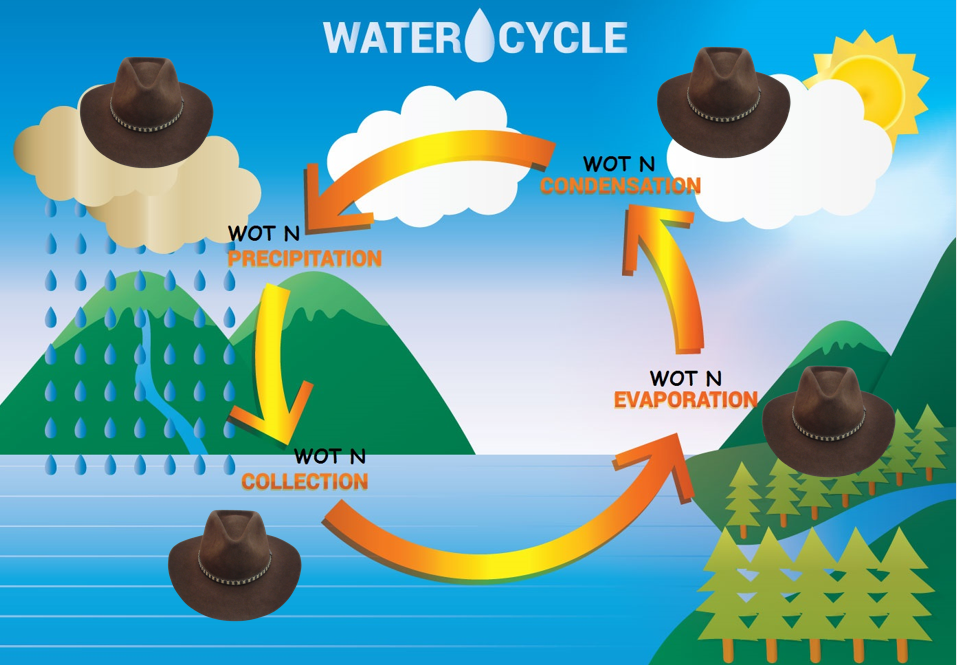 WATER CYCLE
WOT N
CONDENSATION
WOT N
PRECIPITATION
WOT N
EVAPORATION
WOT N
COLLECTION